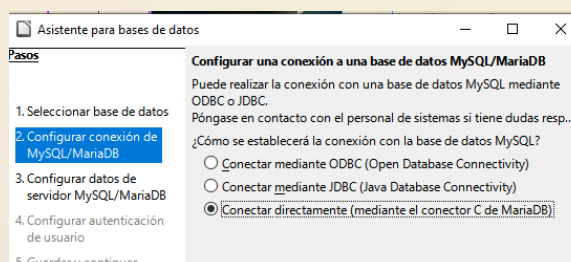 Asistente para bases de datos
Pasos
1. Seleccionar base de datos
2. Configurar conexión de
MySQL/MariaDB
3. Configurar datos de
servidor MySQL/MariaDB
4. Configurar autenticación
de usuario
5. Guardar y continuar
Configurar una conexión a una base de datos MySQL/MariaDB
Puede realizar la conexión con una base de datos MySQL mediante
ODBC o JDBC.
Póngase en contacto con el personal de sistemas si tiene dudas resp..
¿Cómo se establecerá la conexión con la base de datos MySQL?
Conectar mediante ODBC (Open Database Connectivity)
Conectar mediante JDBC (Java Database Connectivity)
Conectar directamente (mediante el conector C de MariaDB)